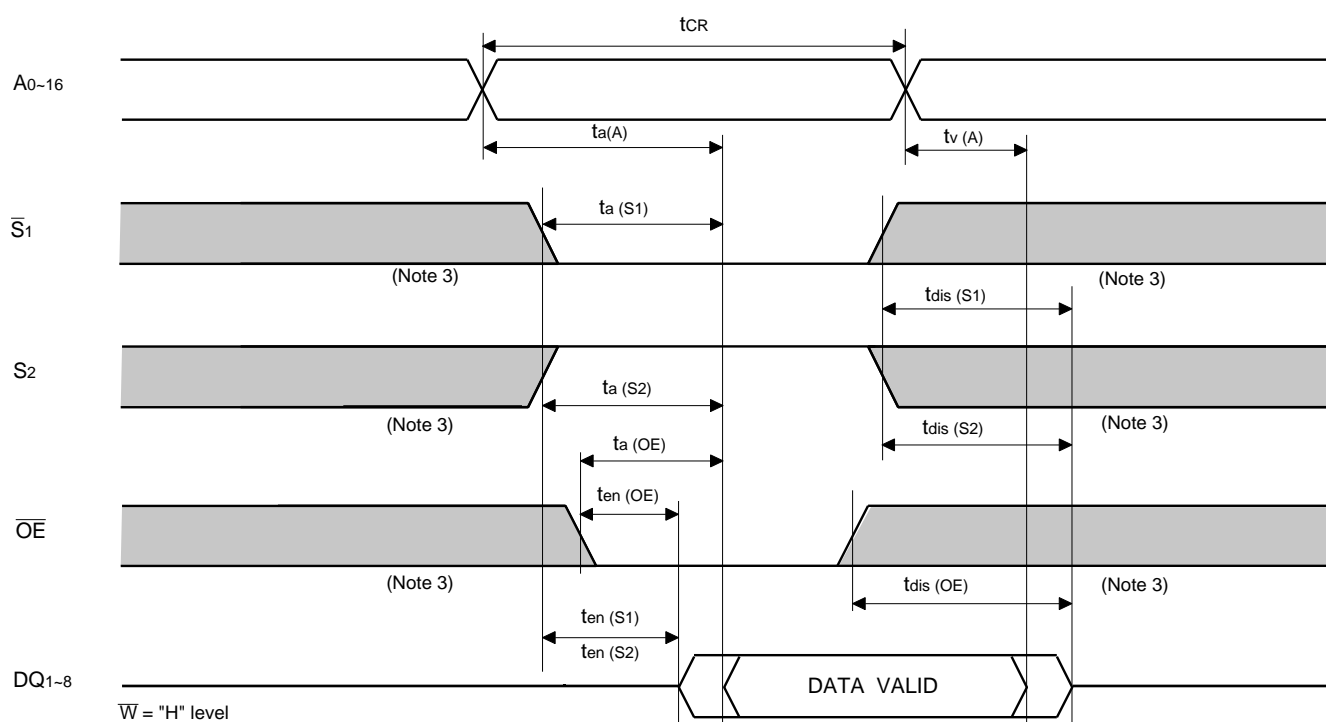 tCR
A0~16
ta(A)
tv (A)
S̅1
ta (S1)
(Note 3)
(Note 3)
tdis (S1)
S2
ta (S2)
(Note 3)
(Note 3)
tdis (S2)
ta (OE)
ten (OE)
O̅E̅
(Note 3)
(Note 3)
tdis (OE)
ten (S1)
ten (S2)
DQ1~8
DATA VALID
W̅ = "H" level